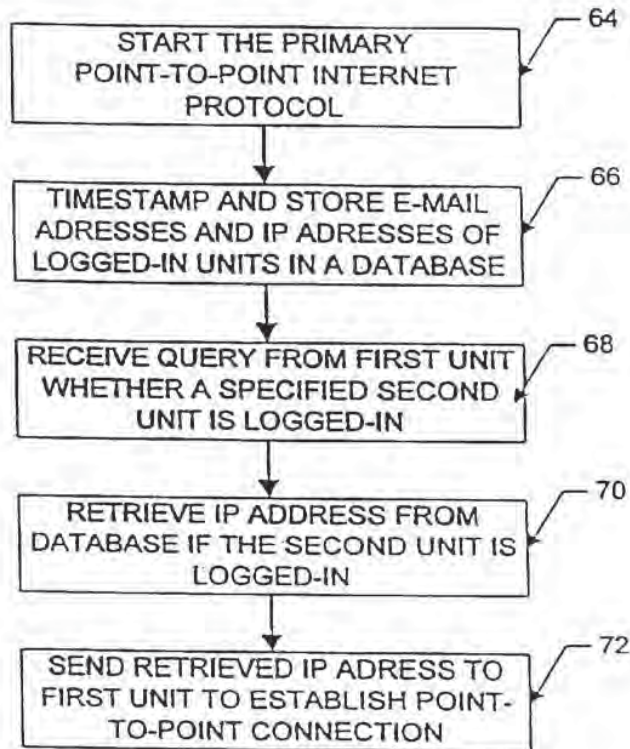 64
START THE PRIMARY
POINT-TO-POINT INTERNET
PROTOCOL
66
TIMESTAMP AND STORE E-MAIL
ADRESSES AND IP ADRESSES OF
LOGGED-IN UNITS IN A DATABASE
68
RECEIVE QUERY FROM FIRST UNIT
WHETHER A SPECIFIED SECOND
UNIT IS LOGGED-IN
70
RETRIEVE IP ADDRESS FROM
DATABASE IF THE SECOND UNIT IS
LOGGED-IN
72
SEND RETRIEVED IP ADRESS TO
FIRST UNIT TO ESTABLISH POINT-
TO-POINT CONNECTION